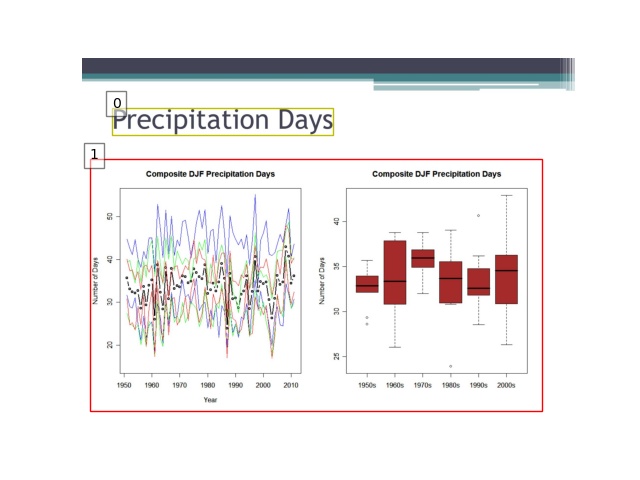 0
Precipitation Days
1
Composite DJF Precipitation Days
Number of Days
50
40
30
20
1950 1960 1970 1980 1990 2000 2010
Year
Composite DJF Precipitation Days
Number of Days
40
35
30
25
1950s 1960s 1970s 1980s 1990s 2000s